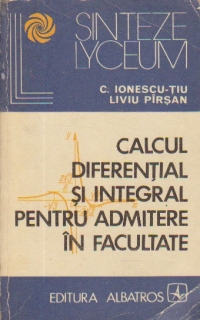 SINTEZE
LYCEUM
C. IONESCU-ȚIU
LIVIU PÎRȘAN
CALCUL
DIFERENȚIAL
ȘI INTEGRAL
PENTRU ADMITERE
ÎN FACULTATE
EDITURA ALBATROS